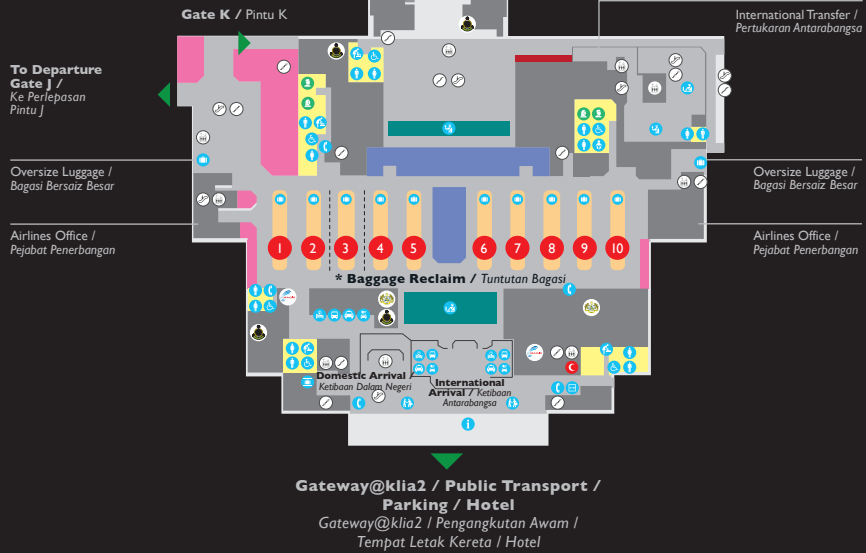 Gate K / Pintu K
International Transfer /
Pertukaran Antarabangsa
To Departure
Gate J /
Ke Perlepasan
Pintu J
Oversize Luggage /
Bagasi Bersaiz Besar
Oversize Luggage /
Bagasi Bersaiz Besar
Airlines Office /
Pejabat Penerbangan
Airlines Office /
Pejabat Penerbangan
1 2 3 4 5 6 7 8 9 10
* Baggage Reclaim / Tuntutan Bagasi
Domestic Arrival /
Ketibaan Dalam Negeri
International
Arrival / Ketibaan
Antarabangsa
Gateway@klia2 / Public Transport /
Parking / Hotel
Gateway@klia2 / Pengangkutan Awam /
Tempat Letak Kereta / Hotel